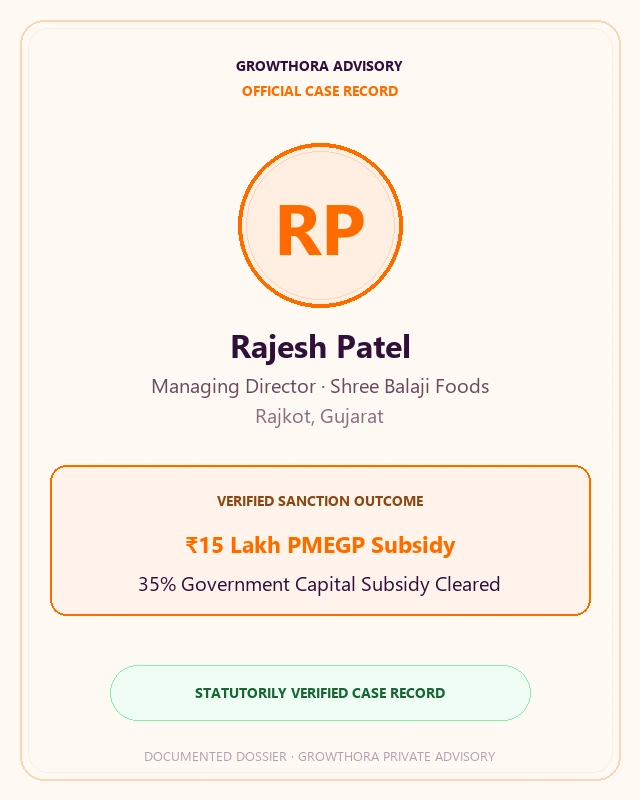 GROWTHORA ADVISORY
OFFICIAL CASE RECORD
RP
Rajesh Patel
Managing Director · Shree Balaji Foods
Rajkot, Gujarat
VERIFIED SANCTION OUTCOME
₹15 Lakh PMEGP Subsidy
35% Government Capital Subsidy Cleared
STATUTORILY VERIFIED CASE RECORD
DOCUMENTED DOSSIER · GROWTHORA PRIVATE ADVISORY